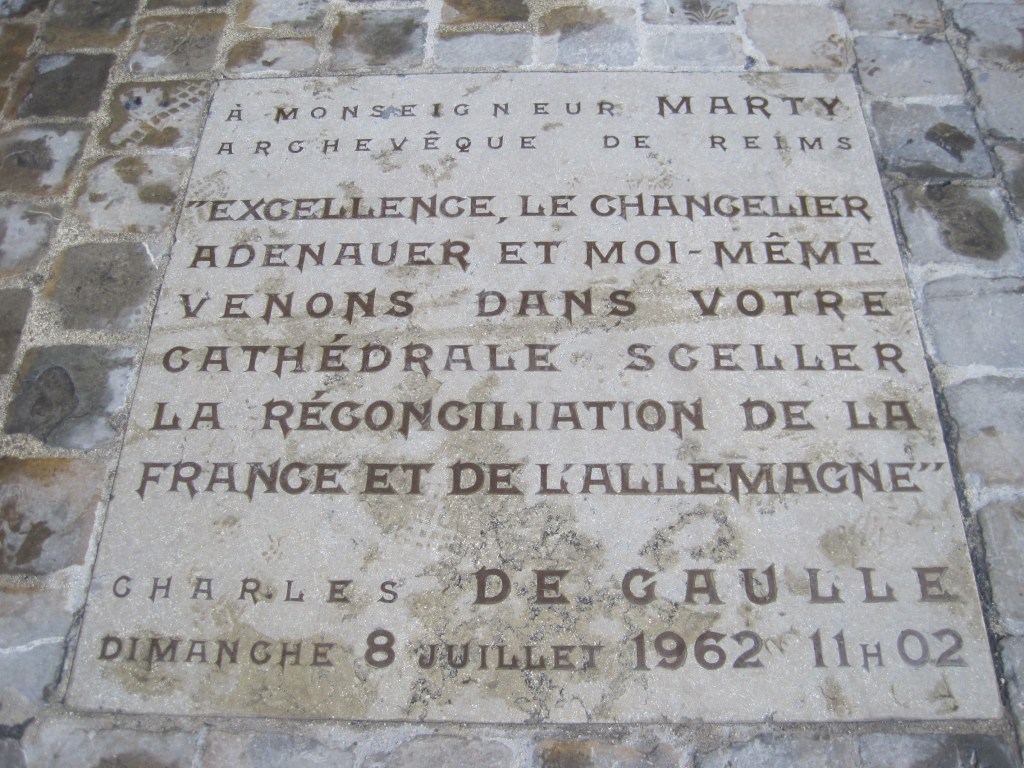 À MONSEIGNEUR MARTY
ARCHEVÊQUE DE REIMS
"EXCELLENCE, LE CHANCELIER
ADENAUER ET MOI-MÊME
VENONS DANS VOTRE
CATHÉDRALE SCELLER
LA RÉCONCILIATION DE LA
FRANCE ET DE L'ALLEMAGNE"
CHARLES DE GAULLE
DIMANCHE 8 JUILLET 1962 11H02